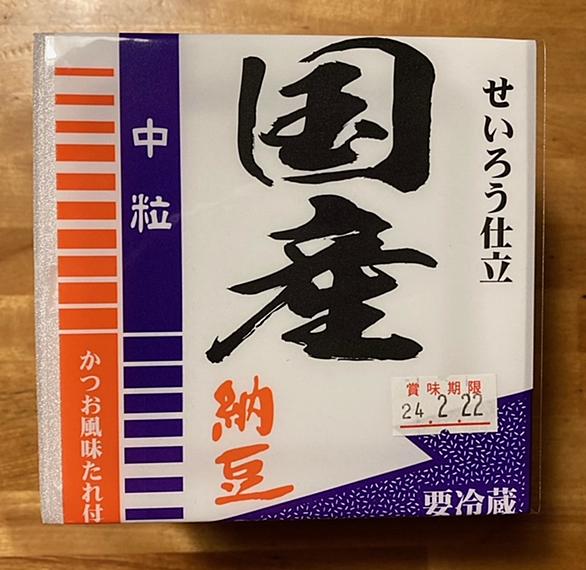 せいろう仕立
国産
納豆
中粒
かつお風味たれ付
賞味期限
24.2.22
要冷蔵